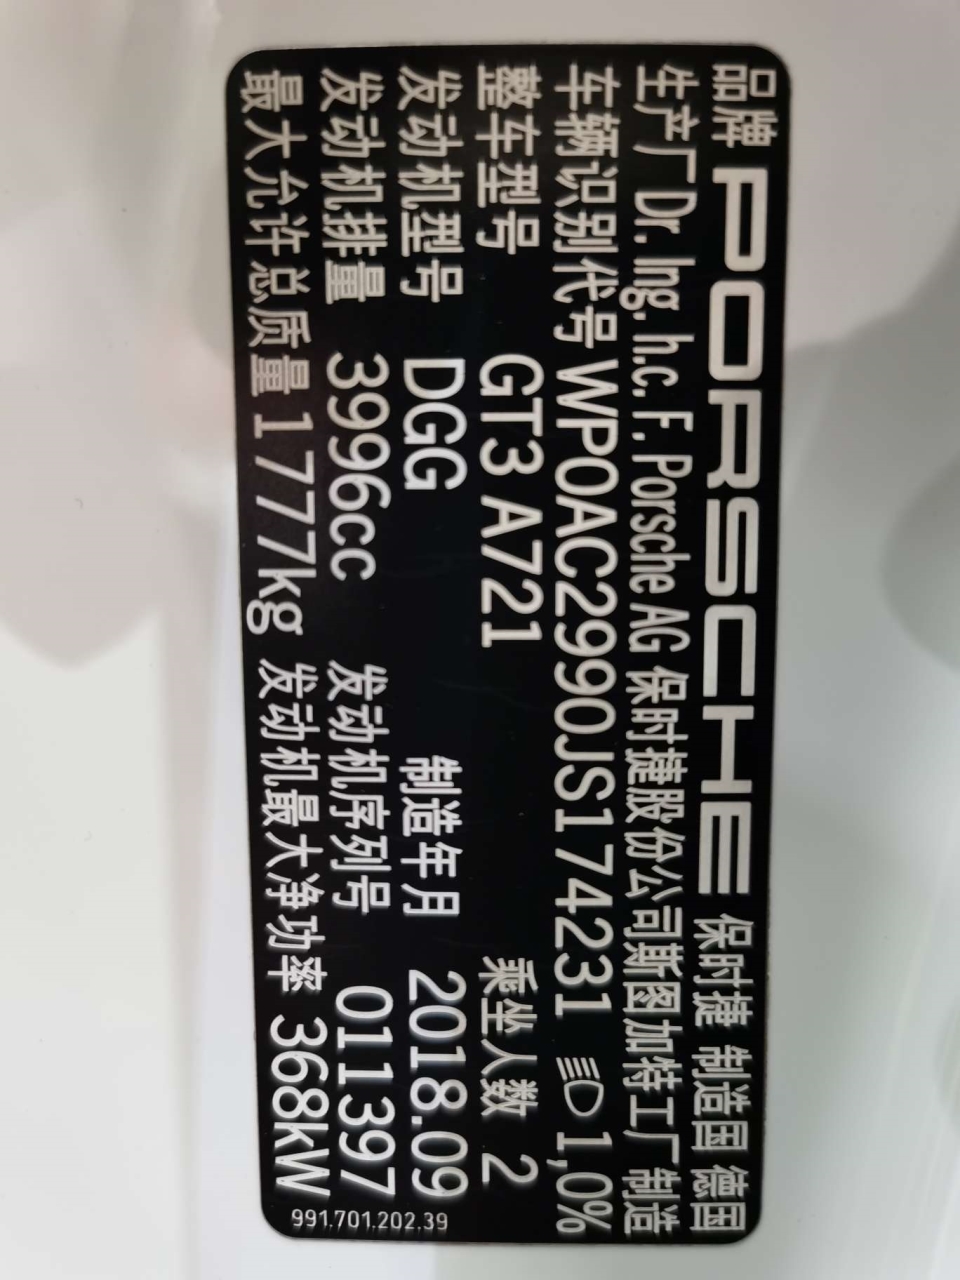 品牌 PORSCHE 保时捷 制造国 德国
生产厂 Dr. Ing. h.c. F. Porsche AG 保时捷股份公司斯图加特工厂 制造
车辆识别代号 WP0AC2990JS174231 1,0%
整车型号 GT3 A721 乘坐人数 2
发动机型号 DGG 制造年月 2018.09
发动机排量 3996cc 发动机序列号 011397
最大允许总质量 1777kg 发动机最大净功率 368kW
991.701.202.39